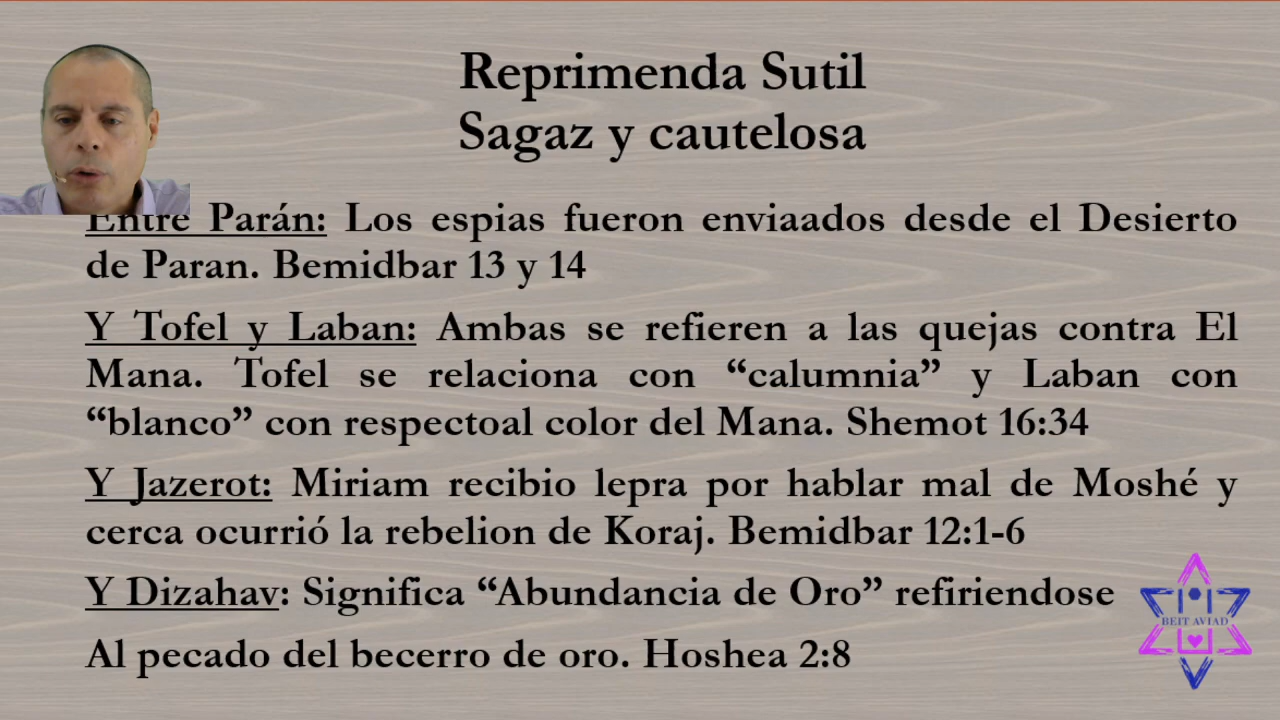 Reprimenda Sutil
Sagaz y cautelosa
Entre Parán: Los espias fueron enviaados desde el Desierto
de Paran. Bemidbar 13 y 14
Y Tofel y Laban: Ambas se refieren a las quejas contra El
Mana. Tofel se relaciona con “calumnia” y Laban con
“blanco” con respectoal color del Mana. Shemot 16:34
Y Jazerot: Miriam recibio lepra por hablar mal de Moshé y
cerca ocurrió la rebelion de Koraj. Bemidbar 12:1-6
Y Dizahav: Significa “Abundancia de Oro” refiriendose
Al pecado del becerro de oro. Hoshea 2:8
BEIT AVIAD